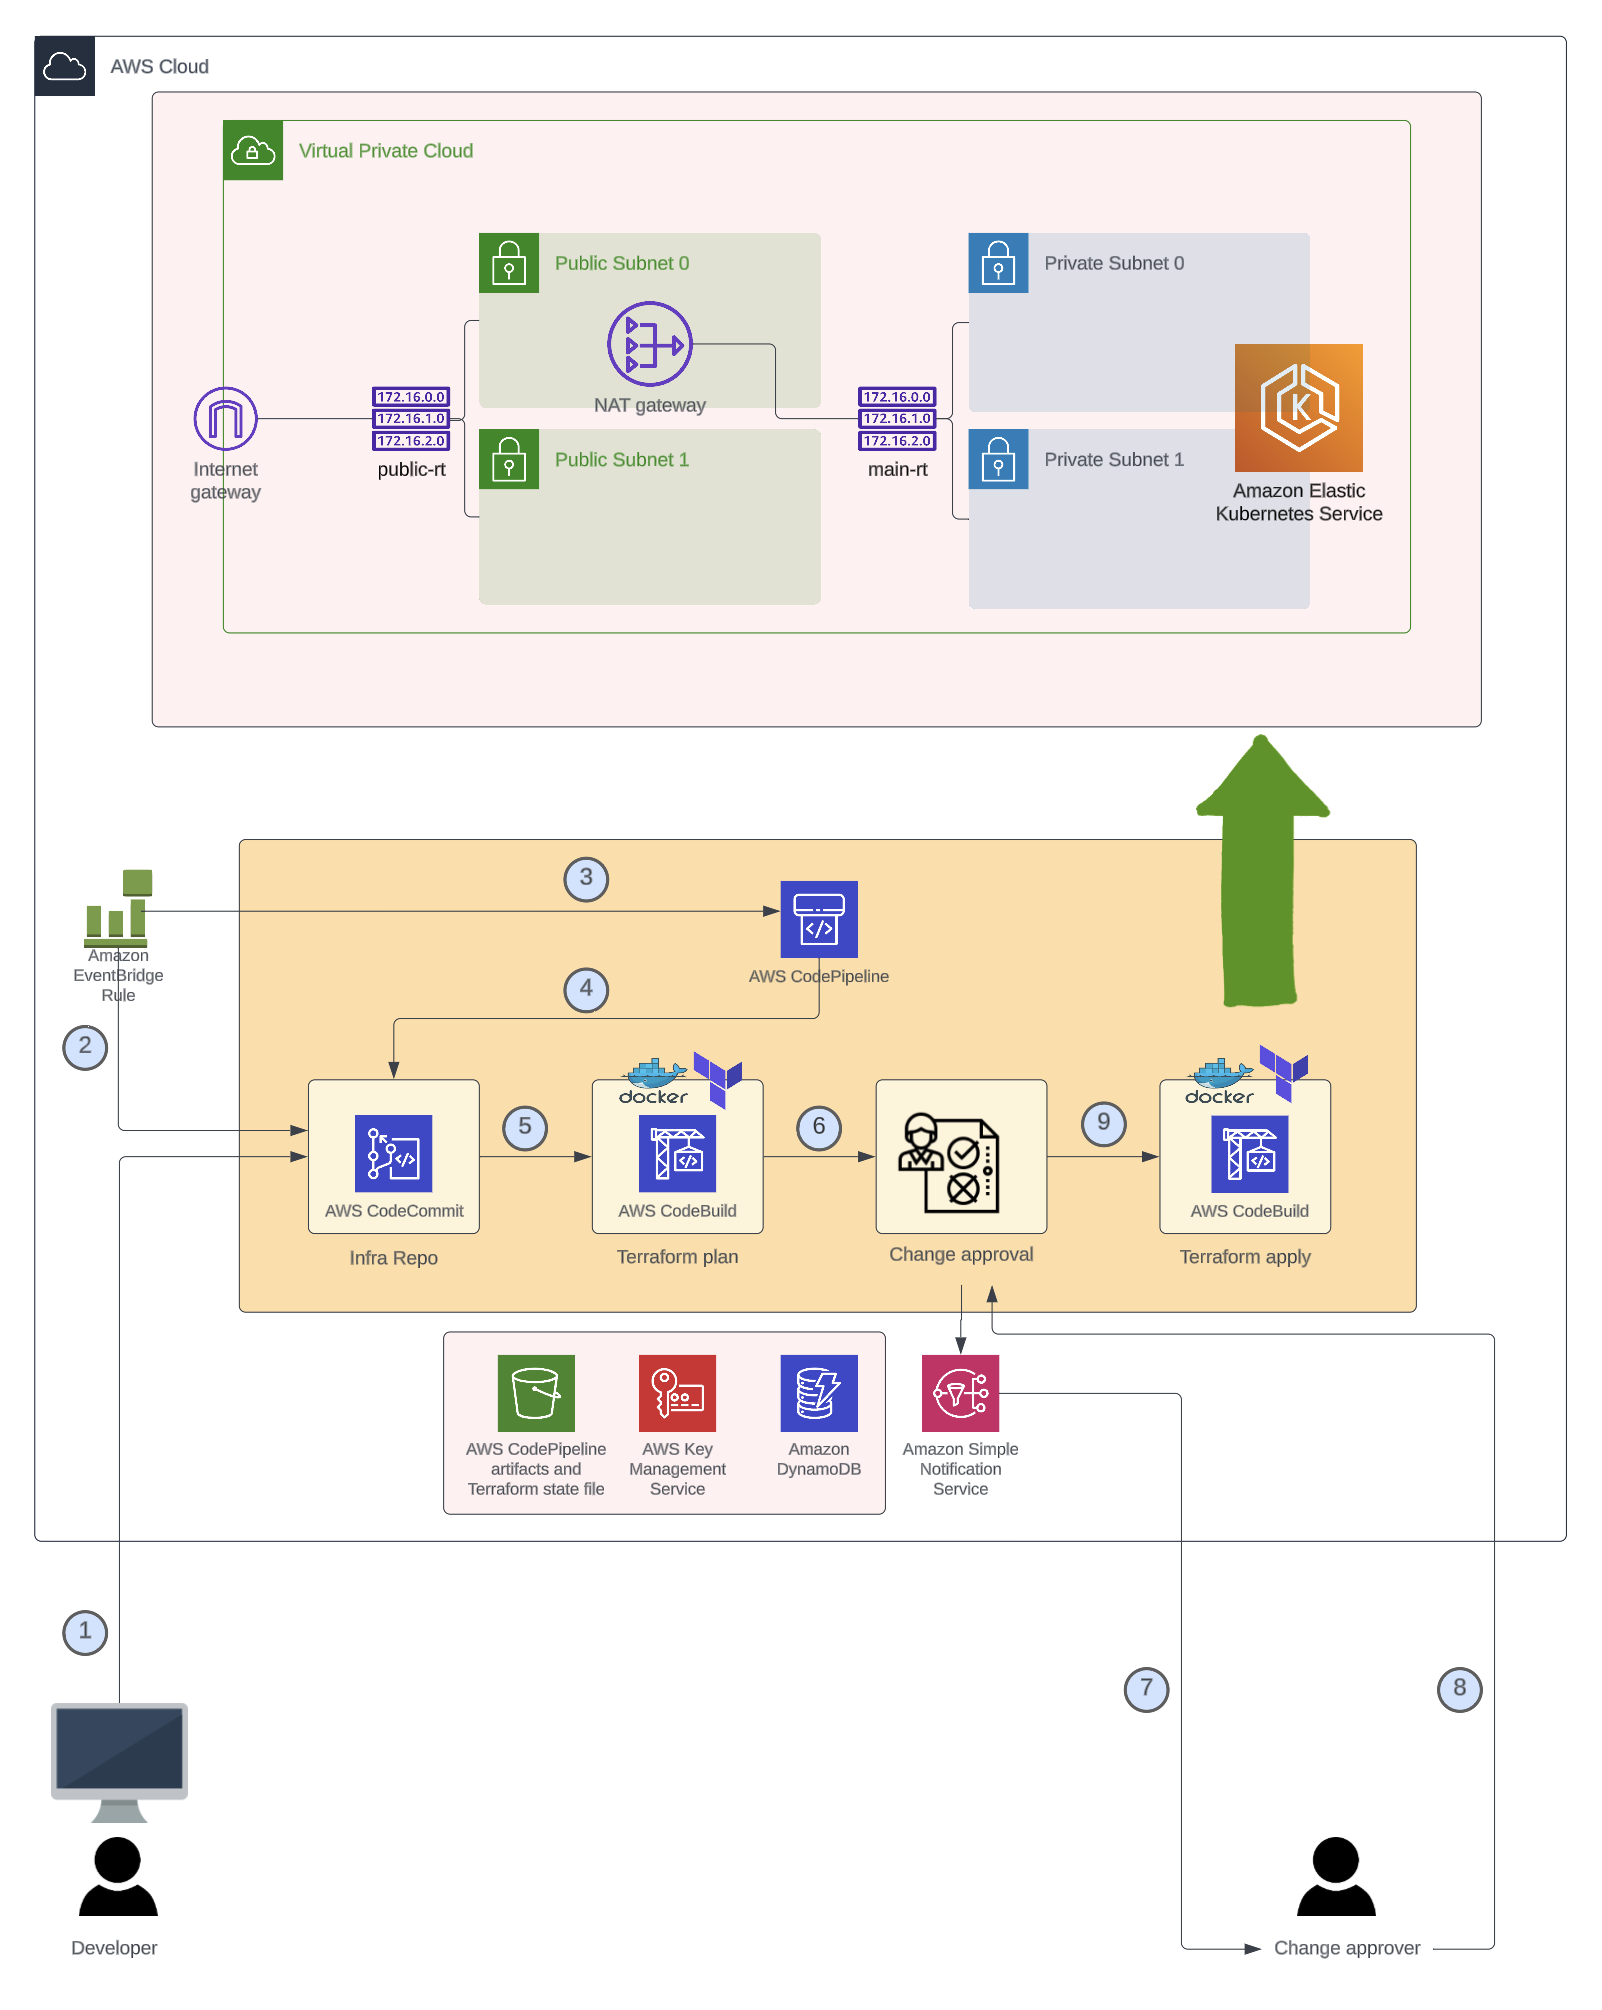 AWS Cloud
Virtual Private Cloud
Public Subnet 0
Private Subnet 0
NAT gateway
172.16.0.0
172.16.1.0
172.16.2.0
public-rt
Internet
gateway
Public Subnet 1
172.16.0.0
172.16.1.0
172.16.2.0
main-rt
Private Subnet 1
Amazon Elastic
Kubernetes Service
3
</>
AWS CodePipeline
Amazon
EventBridge
Rule
4
2
docker
docker
5
6
9
</>
</>
</>
AWS CodeCommit
AWS CodeBuild
AWS CodeBuild
Infra Repo
Terraform plan
Change approval
Terraform apply
AWS CodePipeline
artifacts and
Terraform state file
AWS Key
Management
Service
Amazon
DynamoDB
Amazon Simple
Notification
Service
1
7
8
Developer
Change approver